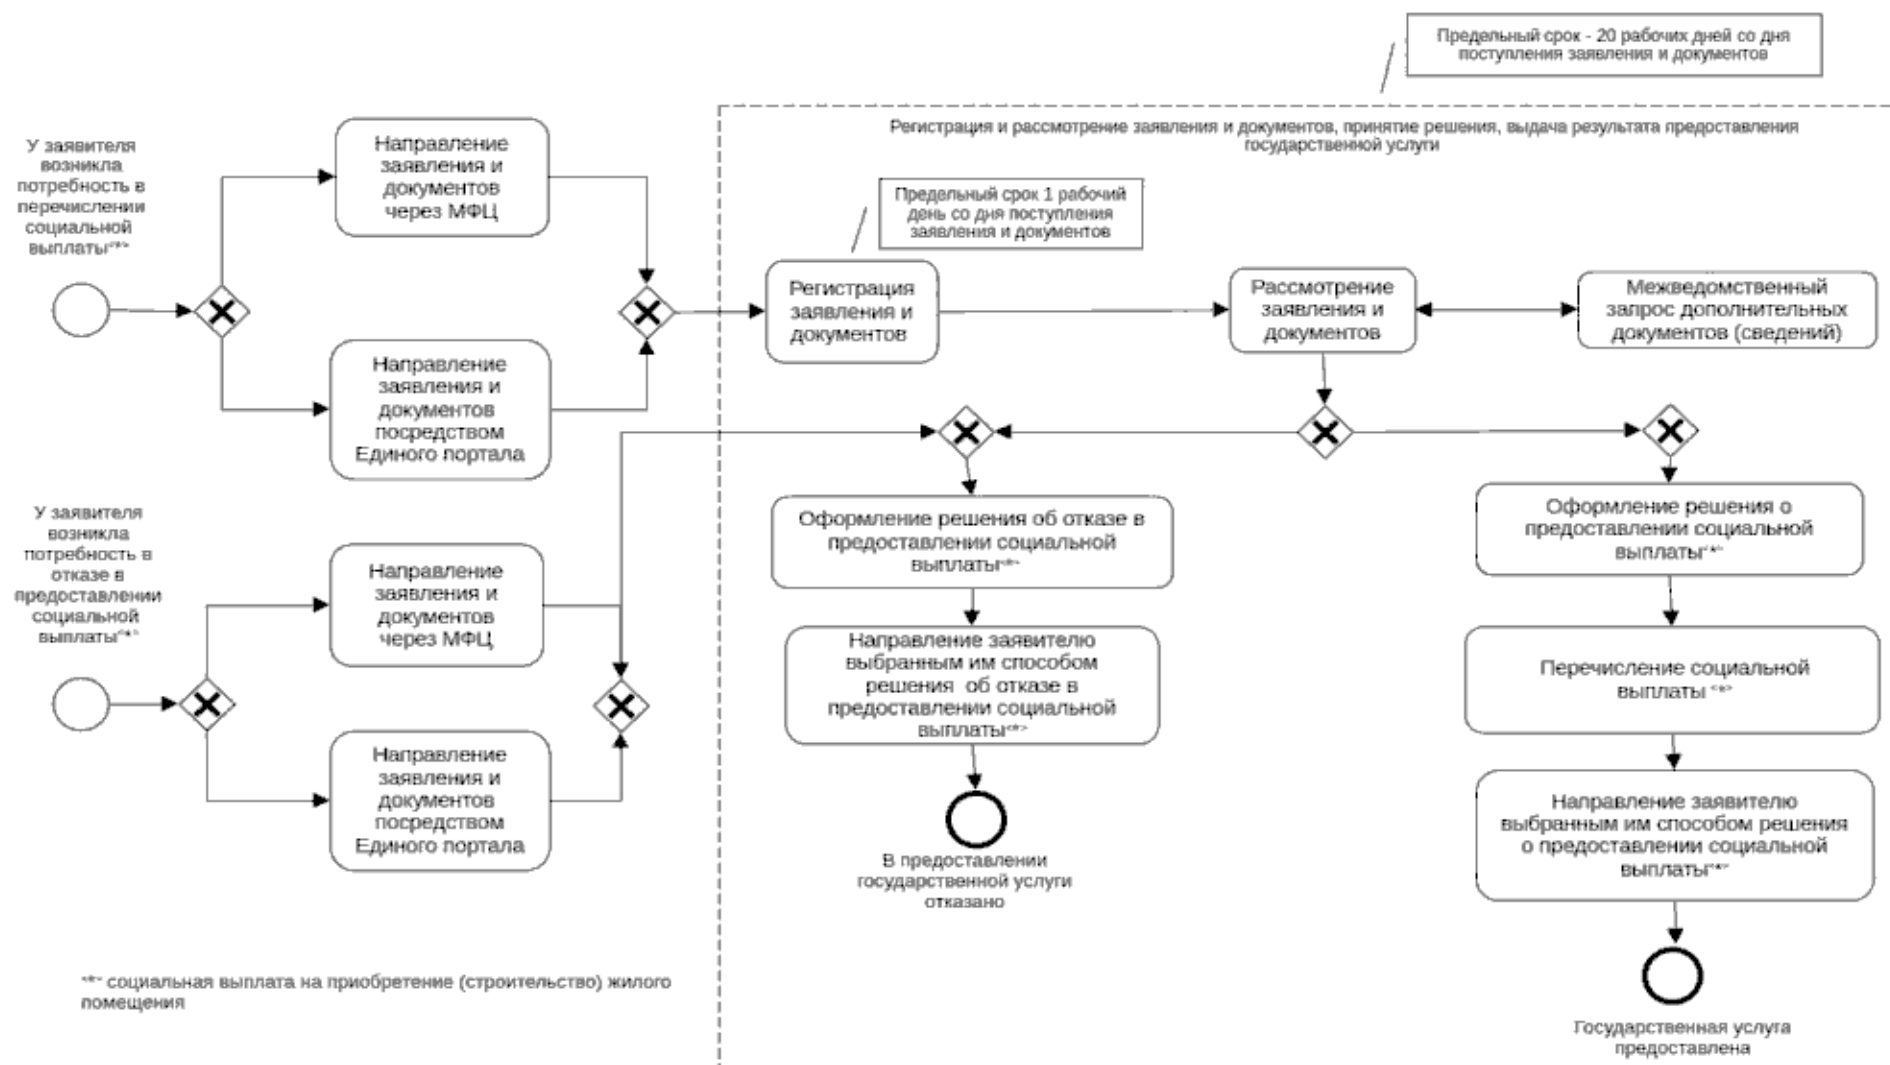 Предельный срок - 20 рабочих дней со дня
поступления заявления и документов
Регистрация и рассмотрение заявления и документов, принятие решения, выдача результата предоставления
государственной услуги
У заявителя
возникла
потребность в
перечислении
социальной
выплаты<*>
Направление
заявления и
документов
через МФЦ
Предельный срок 1 рабочий
день со дня поступления
заявления и документов
Регистрация
заявления и
документов
Рассмотрение
заявления и
документов
Межведомственный
запрос дополнительных
документов (сведений)
Направление
заявления и
документов
посредством
Единого портала
У заявителя
возникла
потребность в
отказе в
предоставлении
социальной
выплаты<*>
Направление
заявления и
документов
через МФЦ
Направление
заявления и
документов
посредством
Единого портала
Оформление решения об отказе в
предоставлении социальной
выплаты<*>
Направление заявителю
выбранным им способом
решения об отказе в
предоставлении социальной
выплаты<*>
В предоставлении
государственной услуги
отказано
Оформление решения о
предоставлении социальной
выплаты<*>
Перечисление социальной
выплаты <*>
Направление заявителю
выбранным им способом решения
о предоставлении социальной
выплаты<*>
Государственная услуга
предоставлена
<*> социальная выплата на приобретение (строительство) жилого
помещения